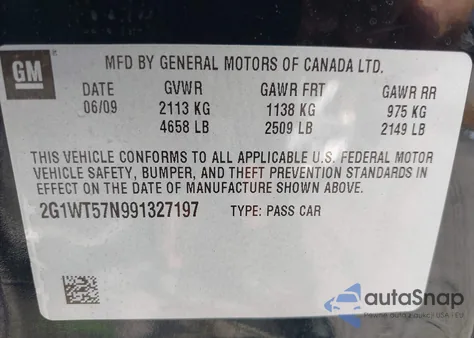 GM
MFD BY GENERAL MOTORS OF CANADA LTD.
DATE GVWR GAWR FRT GAWR RR
06/09 2113 KG 1138 KG 975 KG
4658 LB 2509 LB 2149 LB
THIS VEHICLE CONFORMS TO ALL APPLICABLE U.S. FEDERAL MOTOR
VEHICLE SAFETY, BUMPER, AND THEFT PREVENTION STANDARDS IN
EFFECT ON THE DATE OF MANUFACTURE SHOWN ABOVE.
2G1WT57N991327197 TYPE: PASS CAR
autoSnap